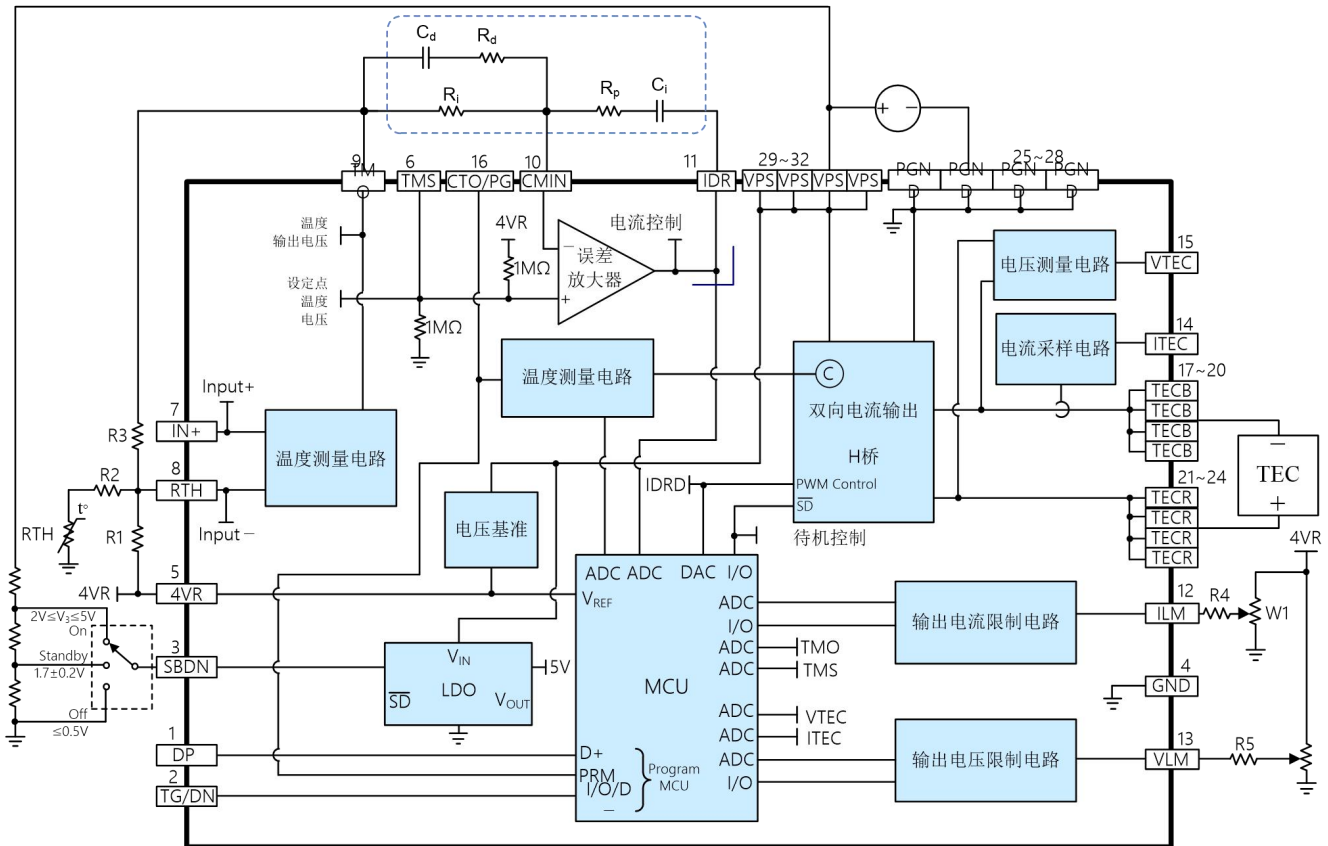 Cd
Rd
Ri
Rp
Ci
+
−
9
TM
O
6
TMS
16
CTO/PG
10
CMIN
11
IDR
29~32
VPS
VPS
VPS
VPS
25~28
PGN
D
PGN
D
PGN
D
PGN
D
温度
输出电压
4VR
1MΩ
设定点
温度
电压
1MΩ
误差
放大器
−
+
电流控制
电压测量电路
15
VTEC
电流采样电路
14
ITEC
17~20
TECB
TECB
TECB
TECB
21~24
TECR
TECR
TECR
TECR
−
TEC
+
温度测量电路
C
双向电流输出
H桥
PWM Control
SD
待机控制
IDRD
Input+
7
IN+
R3
温度测量电路
8
RTH
R2
Input−
t°
RTH
R1
电压基准
4VR
5
4VR
2V≤V3≤5V
On
Standby
1.7±0.2V
Off
≤0.5V
3
SBDN
VIN
LDO
SD
VOUT
5V
ADC
ADC
DAC
I/O
VREF
ADC
I/O
ADC
TMO
ADC
TMS
MCU
ADC
VTEC
ADC
ITEC
ADC
I/O
D+
PRM
I/O/D
−
Program
MCU
1
DP
2
TG/DN
输出电流限制电路
12
ILM
R4
W1
4VR
4
GND
输出电压限制电路
13
VLM
R5